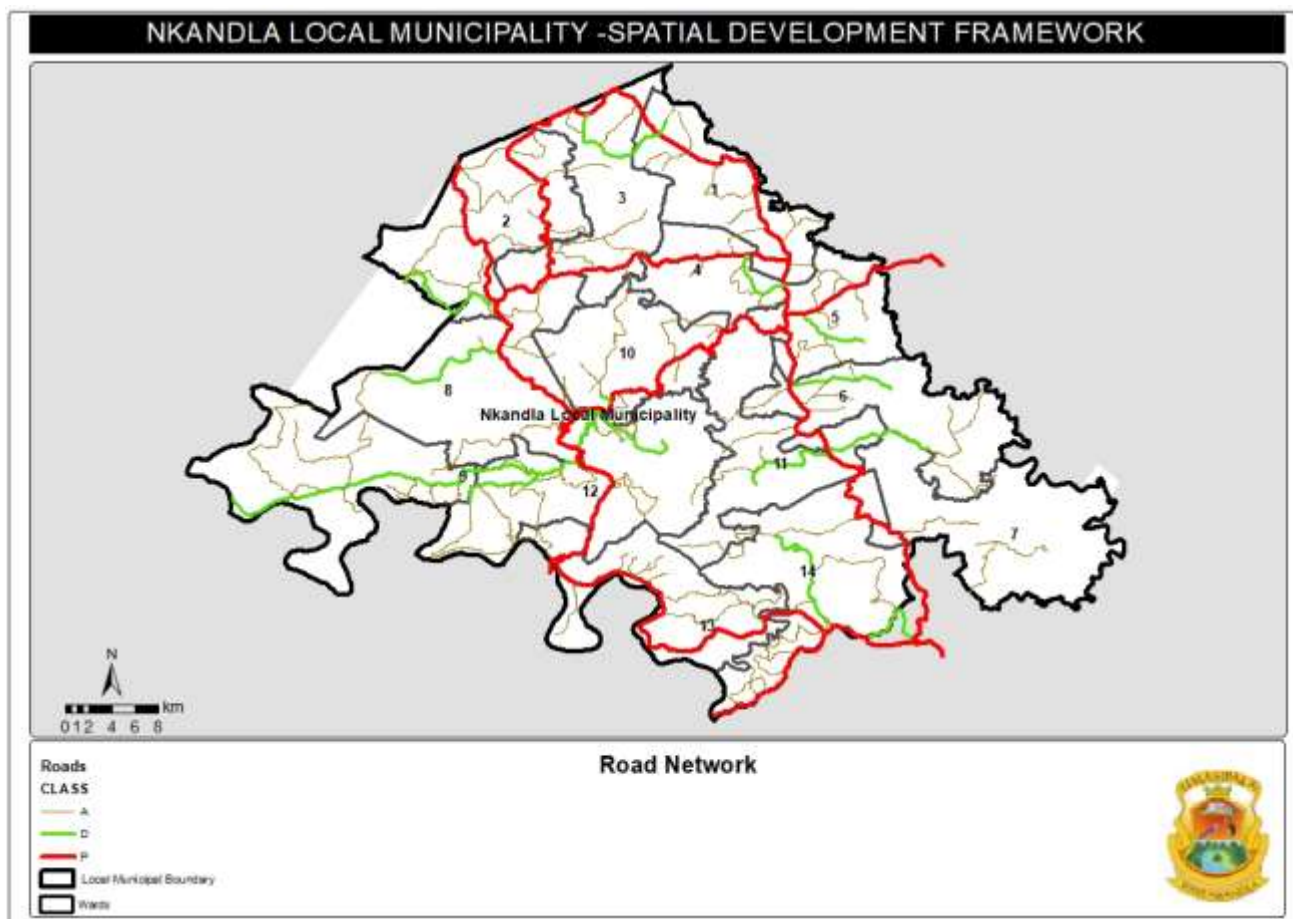 NKANDLA LOCAL MUNICIPALITY -SPATIAL DEVELOPMENT FRAMEWORK
1
2
3
4
5
10
6
8
Nkandla Local Municipality
11
9
12
7
14
13
N
km
0 1 2 4 6 8
Road Network
Roads
CLASS
A
D
P
Local Municipal Boundary
Wards